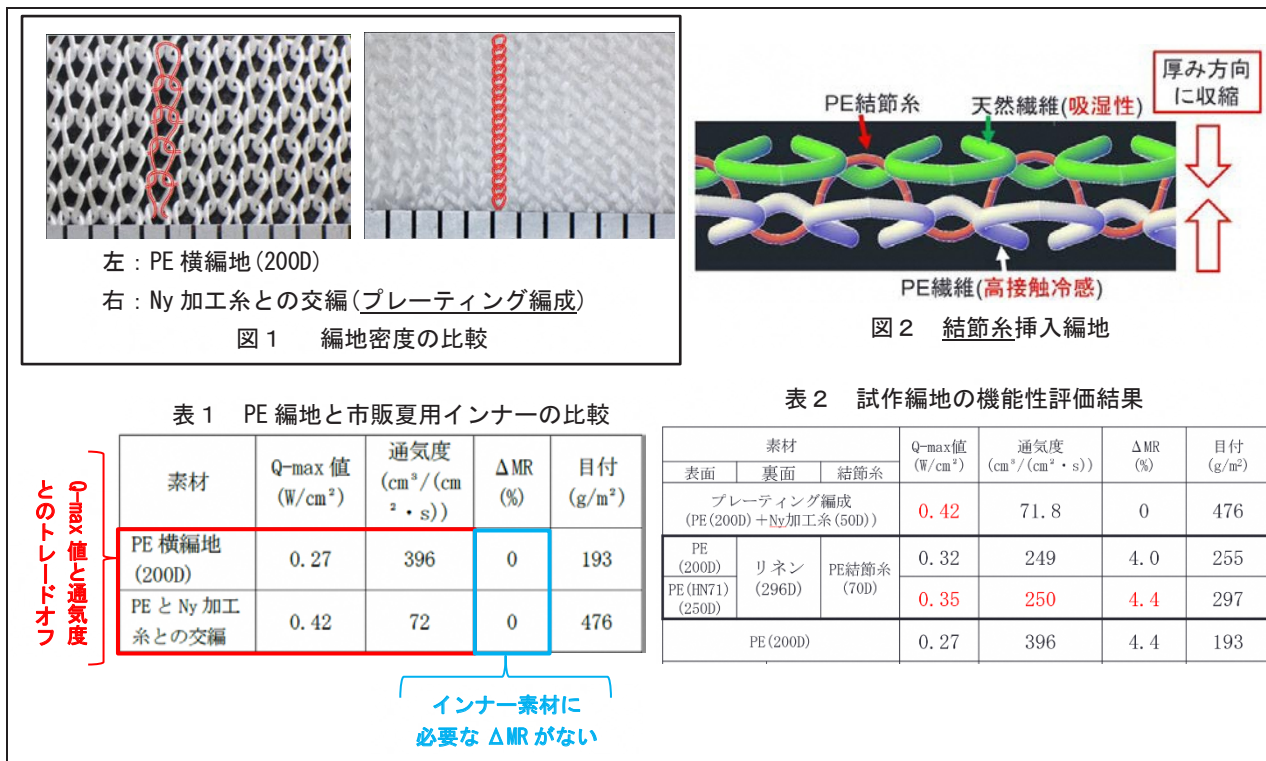 左：PE 横編地(200D)
右：Ny 加工糸との交編(プレーティング編成)
図１　編地密度の比較
PE結節糸
天然繊維(吸湿性)
厚み方向
に収縮
PE繊維(高接触冷感)
図２　結節糸挿入編地
表１　PE 編地と市販夏用インナーの比較
素材　Q-max 値 (W/cm²)　通気度 (cm³/(cm²・s))　ΔMR (%)　目付 (g/m²)
PE 横編地 (200D)　0.27　396　0　193
PE と Ny 加工糸との交編　0.42　72　0　476
Q-max 値と通気度
とのトレードオフ
インナー素材に
必要な ΔMR がない
表２　試作編地の機能性評価結果
素材　Q-max値 (W/cm²)　通気度 (cm³/(cm²・s))　ΔMR (%)　目付 (g/m²)
表面　裏面　結節糸
プレーティング編成 (PE(200D)＋Ny加工糸(50D))　0.42　71.8　0　476
PE (200D)　リネン (296D)　PE結節糸 (70D)　0.32　249　4.0　255
PE(HN71) (250D)　0.35　250　4.4　297
PE(200D)　0.27　396　4.4　193